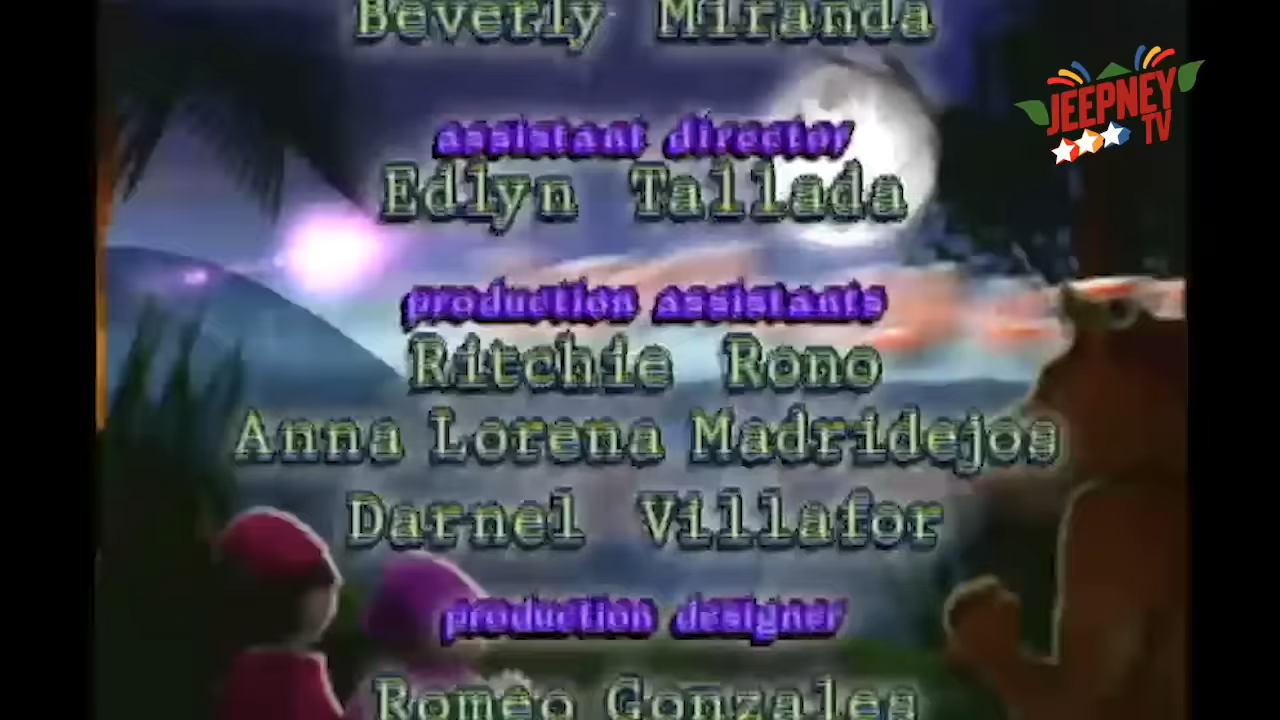 Beverly Miranda
JEEPNEY
TV
assistant director
Edlyn Tallada
production assistants
Ritchie Rono
Anna Lorena Madridejos
Darnel Villaflor
production designer
Romeo Gonzales